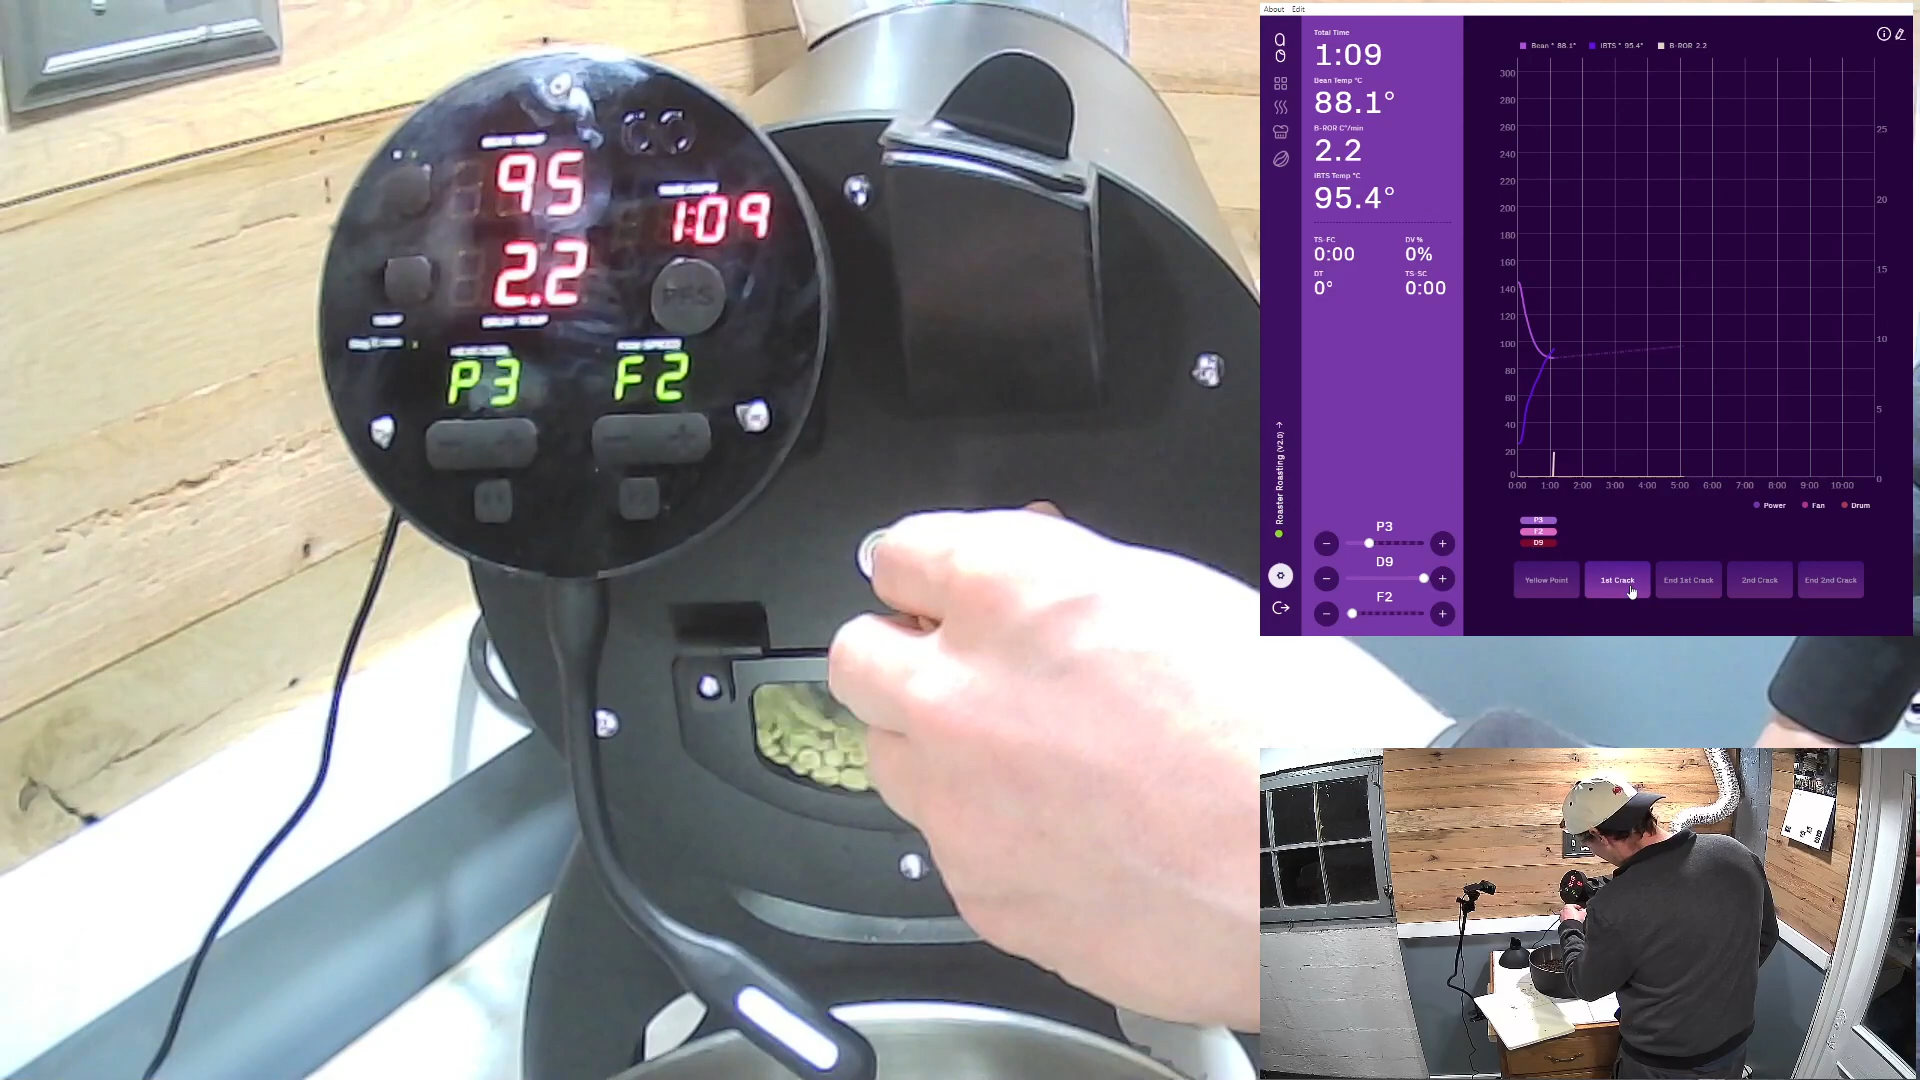 95
1:09
2.2
PRS
P3
F2
About Edit
Total Time
1:09
Bean Temp °C
88.1°
B-ROR C°/min
2.2
IBTS Temp °C
95.4°
TS-FC
0:00
DV %
0%
DT
0°
TS-SC
0:00
Roaster Roasting (v2.0) →
P3
D9
F2
Bean * 88.1°
IBTS * 95.4°
B-ROR 2.2
300
280
260
240
220
200
180
160
140
120
100
80
60
40
20
0
25
20
15
10
5
0
0:00 1:00 2:00 3:00 4:00 5:00 6:00 7:00 8:00 9:00 10:00
Power Fan Drum
P3
F2
D9
Yellow Point
1st Crack
End 1st Crack
2nd Crack
End 2nd Crack